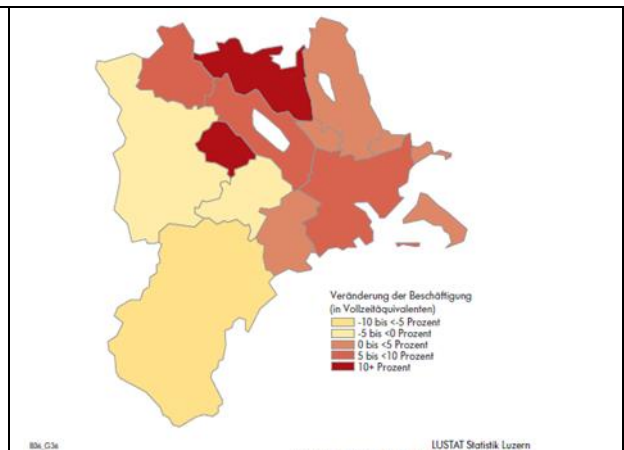 Veränderung der Beschäftigung
(in Vollzeitäquivalenten)
-10 bis <-5 Prozent
-5 bis <0 Prozent
0 bis <5 Prozent
5 bis <10 Prozent
10+ Prozent
LUSTAT Statistik Luzern